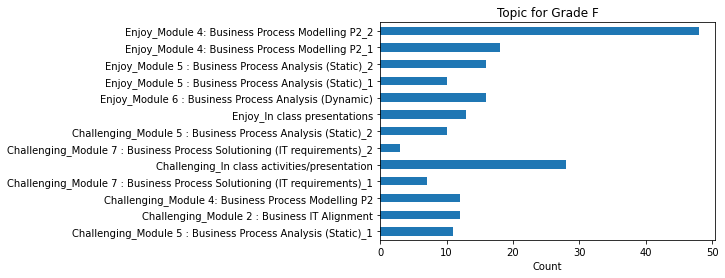 Topic for Grade F
Enjoy_Module 4: Business Process Modelling P2_2
Enjoy_Module 4: Business Process Modelling P2_1
Enjoy_Module 5 : Business Process Analysis (Static)_2
Enjoy_Module 5 : Business Process Analysis (Static)_1
Enjoy_Module 6 : Business Process Analysis (Dynamic)
Enjoy_In class presentations
Challenging_Module 5 : Business Process Analysis (Static)_2
Challenging_Module 7 : Business Process Solutioning (IT requirements)_2
Challenging_In class activities/presentation
Challenging_Module 7 : Business Process Solutioning (IT requirements)_1
Challenging_Module 4: Business Process Modelling P2
Challenging_Module 2 : Business IT Alignment
Challenging_Module 5 : Business Process Analysis (Static)_1
0 10 20 30 40 50
Count